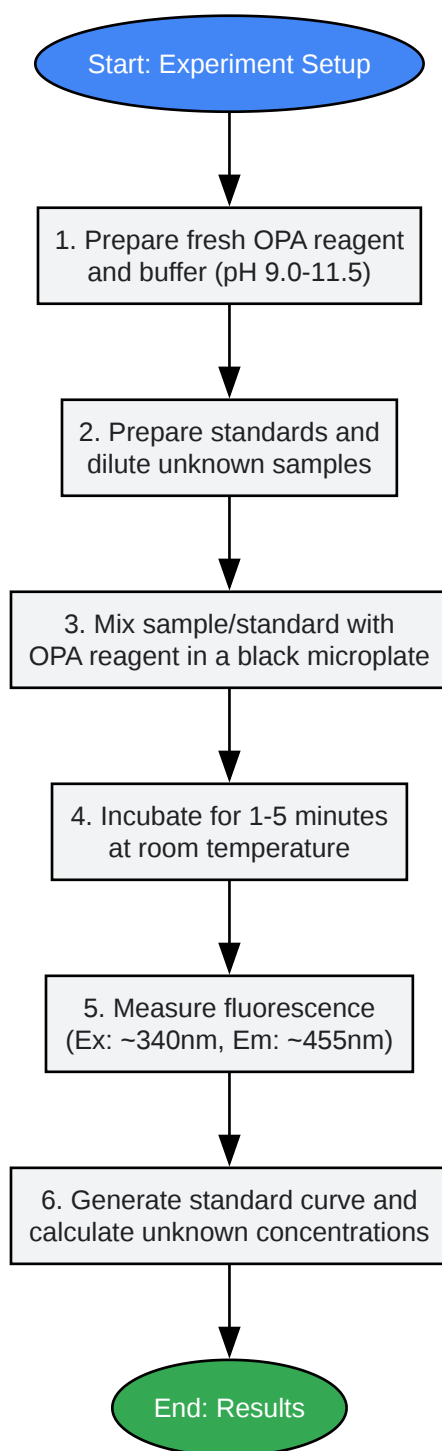 Start: Experiment Setup
1. Prepare fresh OPA reagent
and buffer (pH 9.0-11.5)
2. Prepare standards and
dilute unknown samples
3. Mix sample/standard with
OPA reagent in a black microplate
4. Incubate for 1-5 minutes
at room temperature
5. Measure fluorescence
(Ex: ~340nm, Em: ~455nm)
6. Generate standard curve and
calculate unknown concentrations
End: Results